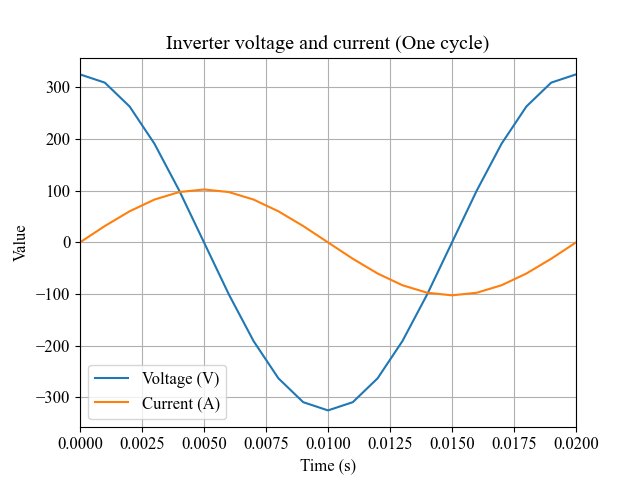 Inverter voltage and current (One cycle)
Value
300
200
100
0
−100
−200
−300
Voltage (V)
Current (A)
0.0000 0.0025 0.0050 0.0075 0.0100 0.0125 0.0150 0.0175 0.0200
Time (s)